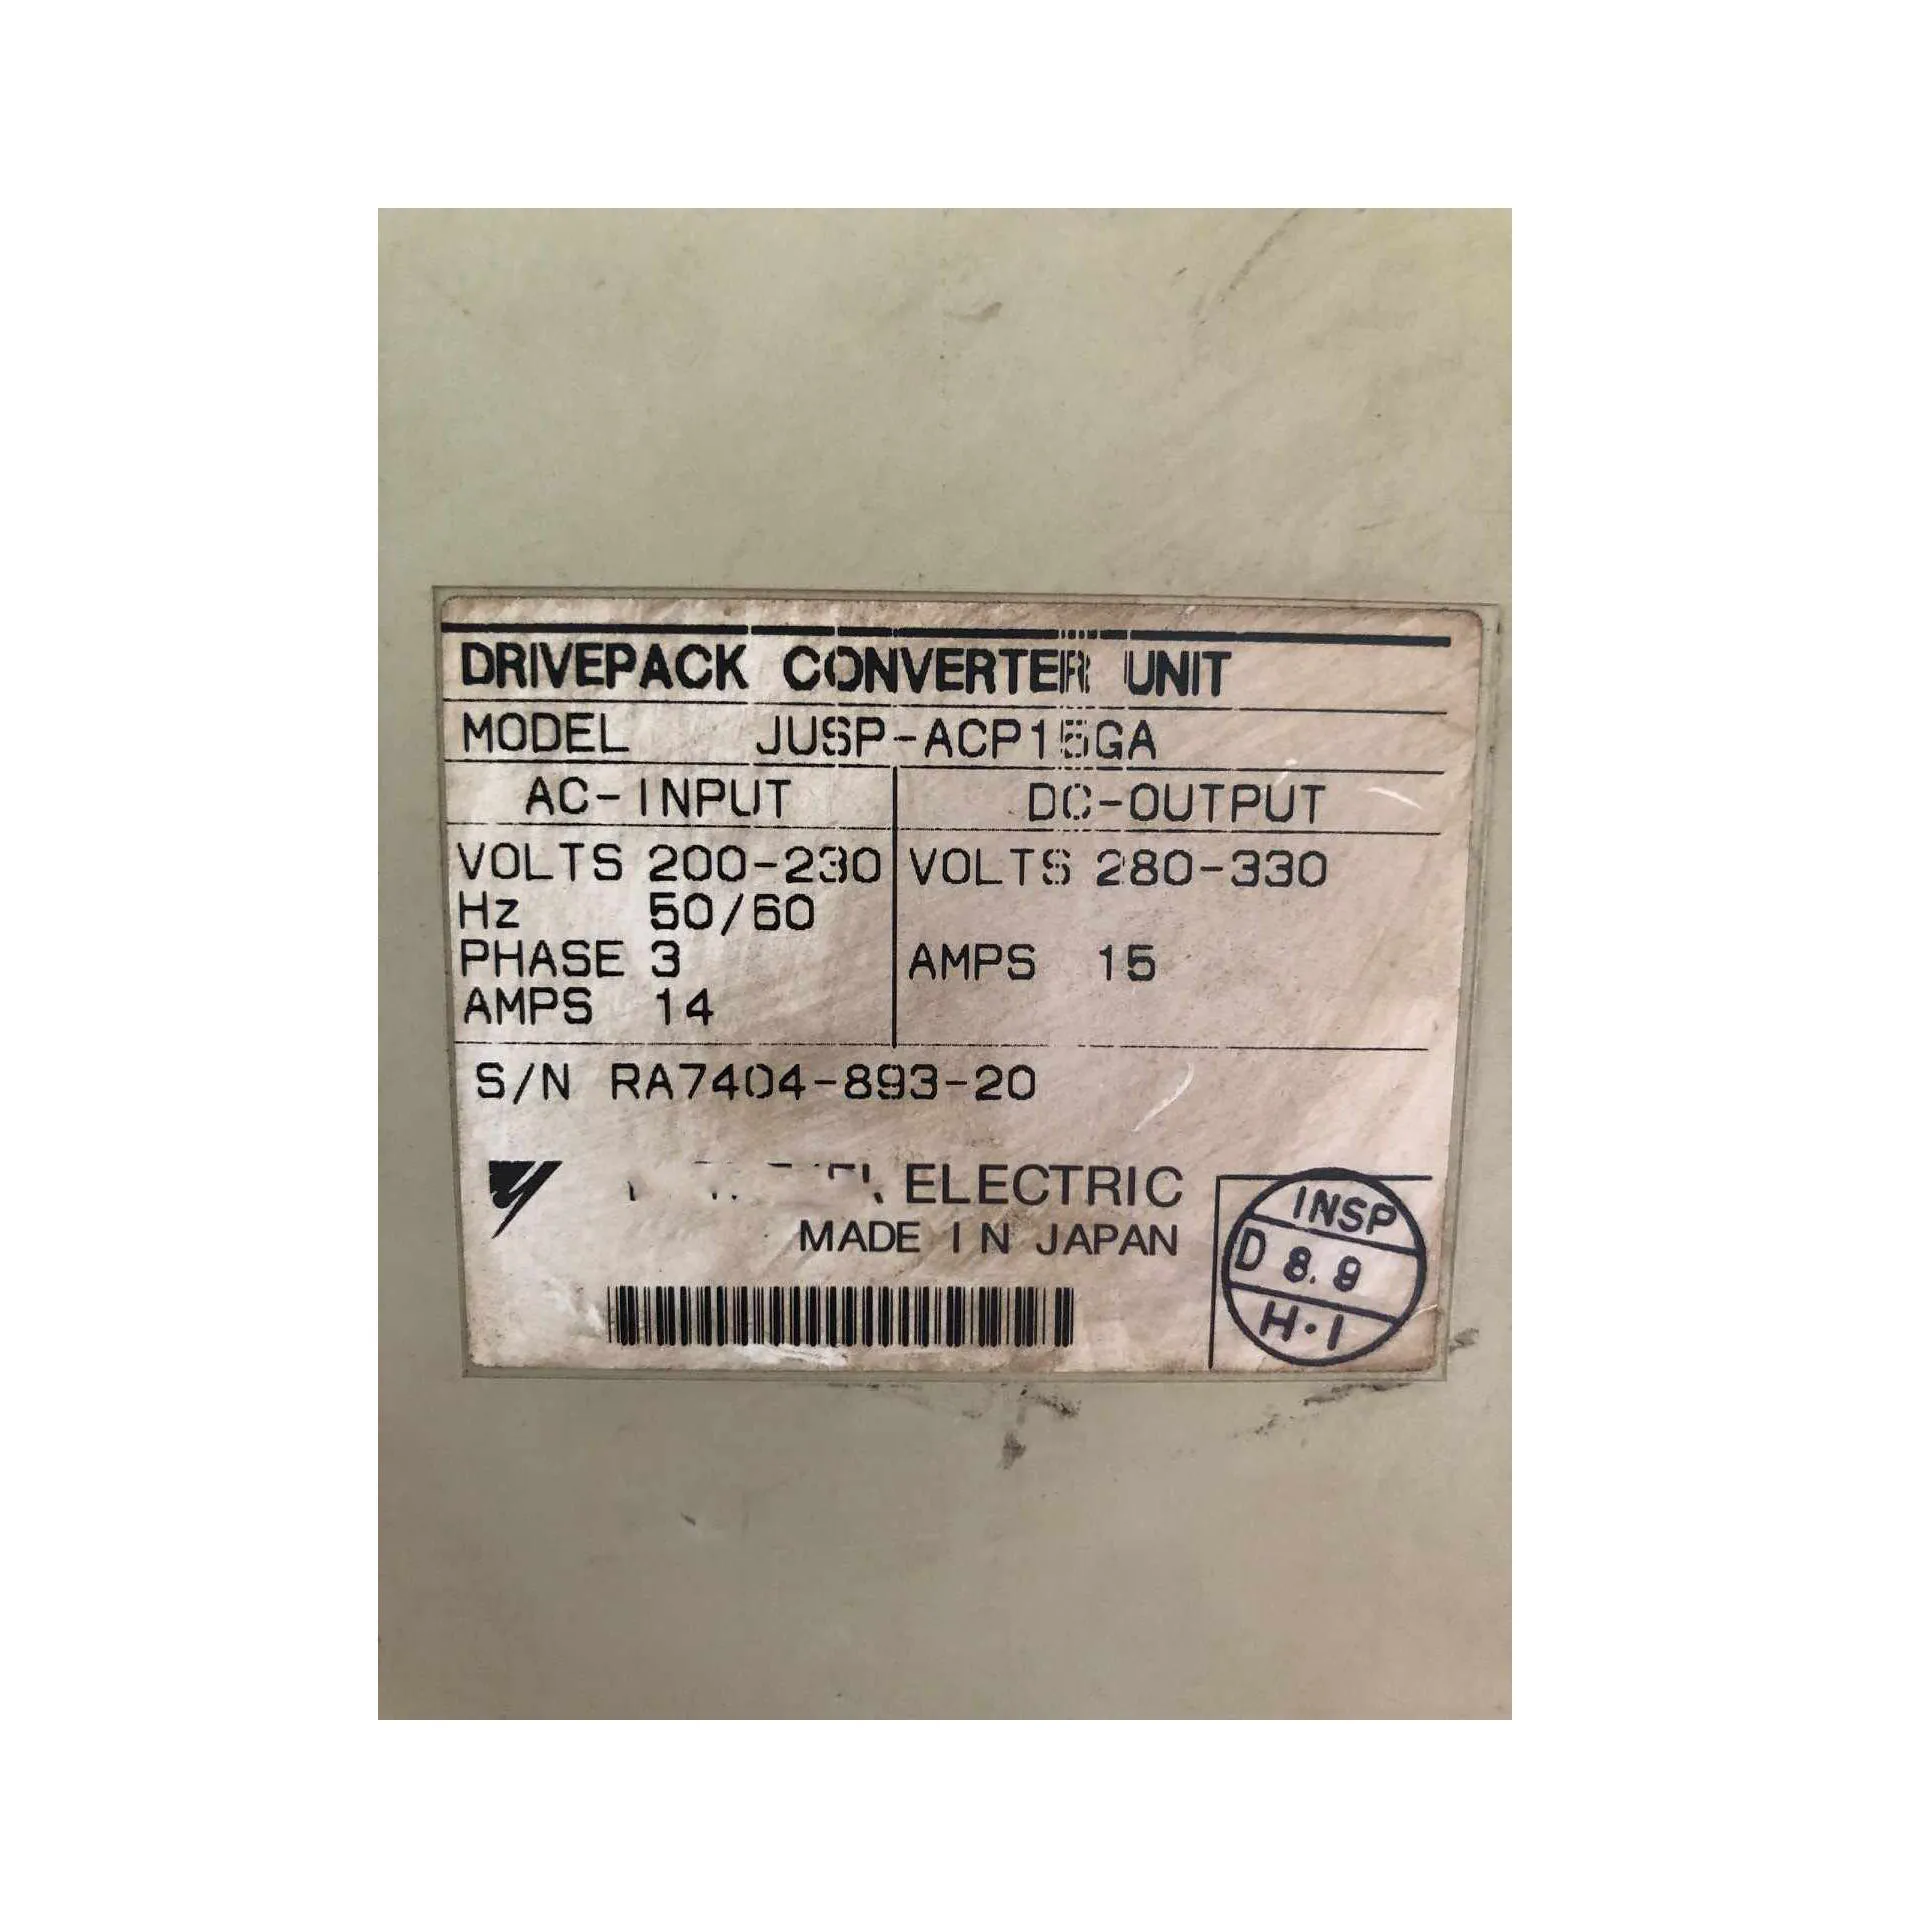 DRIVEPACK CONVERTER UNIT
MODEL JUSP-ACP15GA
AC-INPUT DC-OUTPUT
VOLTS 200-230 VOLTS 280-330
Hz 50/60
PHASE 3 AMPS 15
AMPS 14
S/N RA7404-893-20
ELECTRIC
MADE IN JAPAN
INSP
D 8.9
H.I